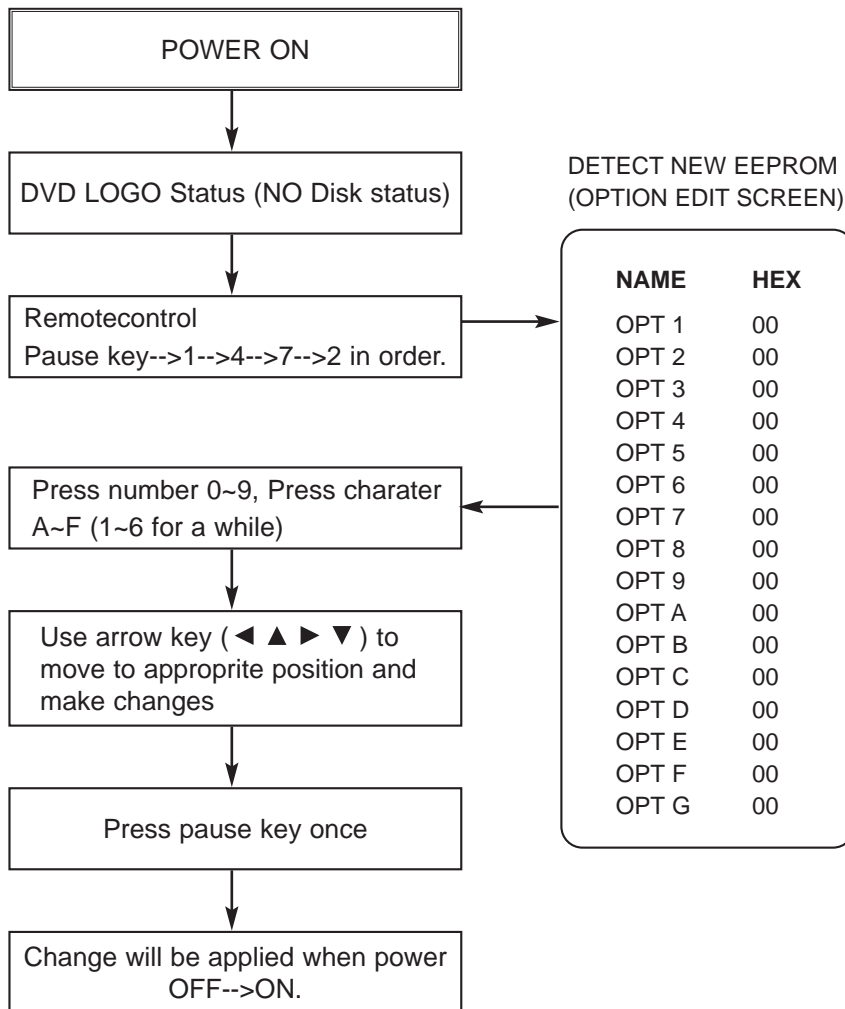 POWER ON
DVD LOGO Status (NO Disk status)
Remotecontrol
Pause key-->1-->4-->7-->2 in order.
DETECT NEW EEPROM
(OPTION EDIT SCREEN)
NAME HEX
OPT 1 00
OPT 2 00
OPT 3 00
OPT 4 00
OPT 5 00
OPT 6 00
OPT 7 00
OPT 8 00
OPT 9 00
OPT A 00
OPT B 00
OPT C 00
OPT D 00
OPT E 00
OPT F 00
OPT G 00
Press number 0~9, Press charater
A~F (1~6 for a while)
Use arrow key (◀ ▲ ▶ ▼) to
move to approprite position and
make changes
Press pause key once
Change will be applied when power
OFF-->ON.